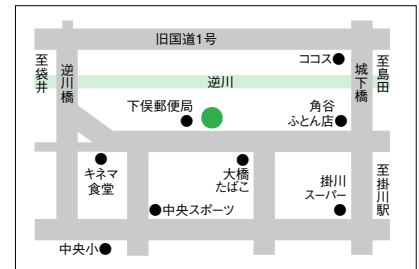 旧国道1号
ココス
至袋井
逆川橋
城下橋
至島田
逆川
下俣郵便局
角谷
ふとん店
キネマ
食堂
大橋
たばこ
掛川
スーパー
至掛川駅
中央スポーツ
中央小